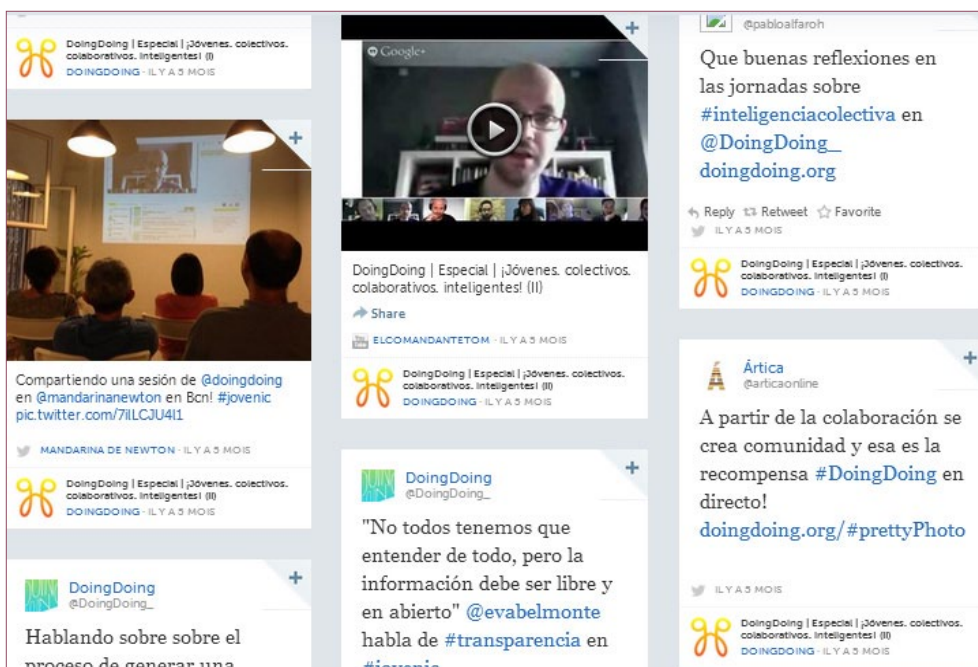 DoingDoing | Especial | ¡Jóvenes. colectivos.
colaborativos. inteligentes! (I)
DOINGDOING · IL Y A 5 MOIS
Compartiendo una sesión de @doingdoing
en @mandarinanewton en Bcn! #jovenic
pic.twitter.com/7ilLCJU4l1
MANDARINA DE NEWTON · IL Y A 5 MOIS
DoingDoing | Especial | ¡Jóvenes. colectivos.
colaborativos. inteligentes! (II)
DOINGDOING · IL Y A 5 MOIS
DoingDoing
@DoingDoing_
Hablando sobre sobre el
proceso de generar una
Google+
DoingDoing | Especial | ¡Jóvenes. colectivos.
colaborativos. inteligentes! (II)
Share
You Tube
ELCOMANDANTETOM · IL Y A 5 MOIS
DoingDoing | Especial | ¡Jóvenes. colectivos.
colaborativos. inteligentes! (II)
DOINGDOING · IL Y A 5 MOIS
DoingDoing
@DoingDoing_
"No todos tenemos que
entender de todo, pero la
información debe ser libre y
en abierto" @evabelmonte
habla de #transparencia en
#jovenic
@pabloalfaroh
Que buenas reflexiones en
las jornadas sobre
#inteligenciacolectiva en
@DoingDoing_
doingdoing.org
Reply Retweet Favorite
IL Y A 5 MOIS
DoingDoing | Especial | ¡Jóvenes. colectivos.
colaborativos. inteligentes! (I)
DOINGDOING · IL Y A 5 MOIS
Ártica
@articaonline
A partir de la colaboración se
crea comunidad y esa es la
recompensa #DoingDoing en
directo!
doingdoing.org/#prettyPhoto
IL Y A 5 MOIS
DoingDoing | Especial | ¡Jóvenes. colectivos.
colaborativos. inteligentes! (II)
DOINGDOING · IL Y A 5 MOIS